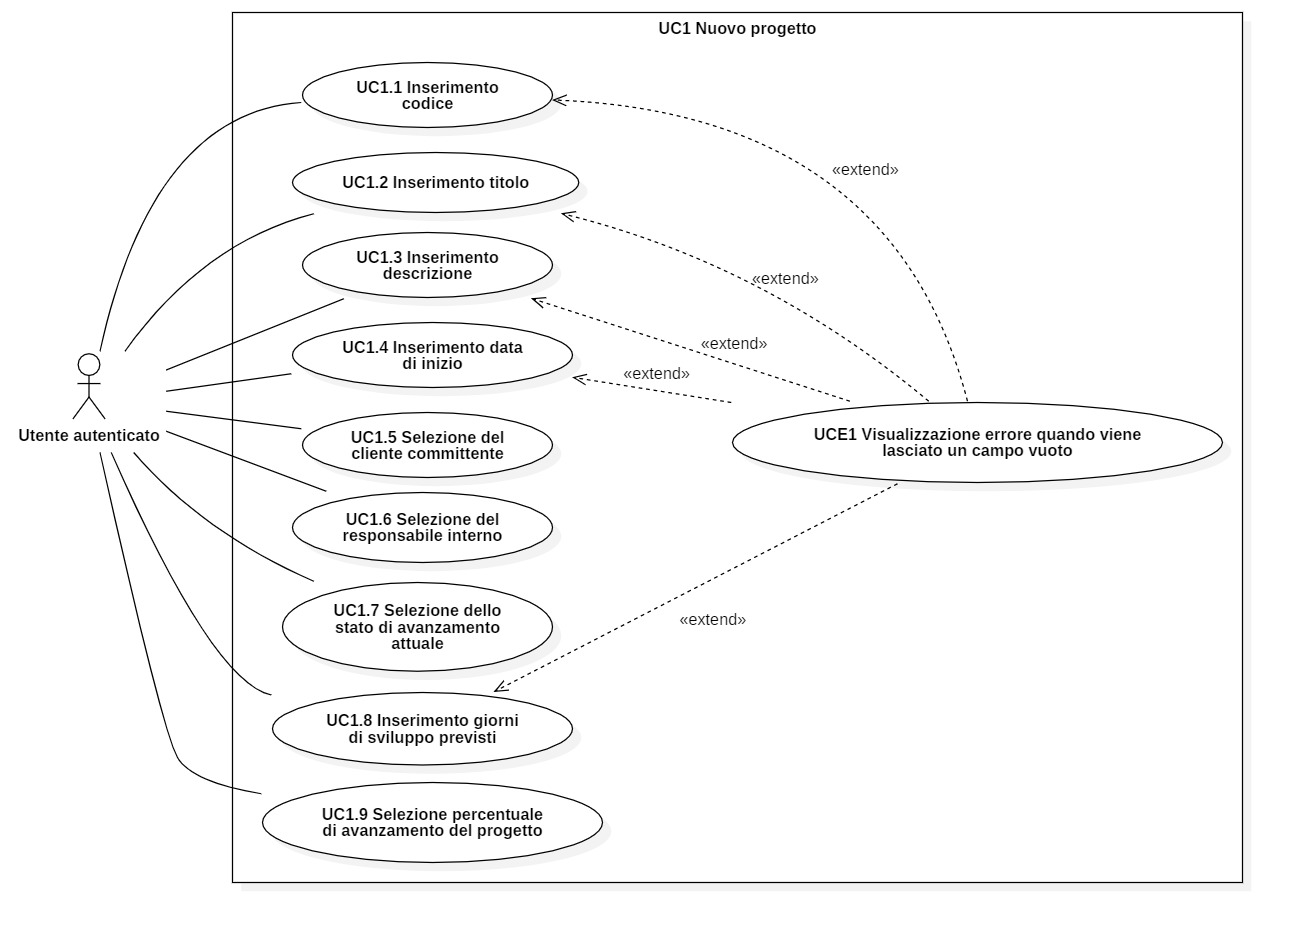 UC1 Nuovo progetto
UC1.1 Inserimento
codice
«extend»
UC1.2 Inserimento titolo
«extend»
UC1.3 Inserimento
descrizione
«extend»
UC1.4 Inserimento data
di inizio
«extend»
Utente autenticato
UC1.5 Selezione del
cliente committente
UCE1 Visualizzazione errore quando viene
lasciato un campo vuoto
UC1.6 Selezione del
responsabile interno
UC1.7 Selezione dello
stato di avanzamento
attuale
«extend»
UC1.8 Inserimento giorni
di sviluppo previsti
UC1.9 Selezione percentuale
di avanzamento del progetto